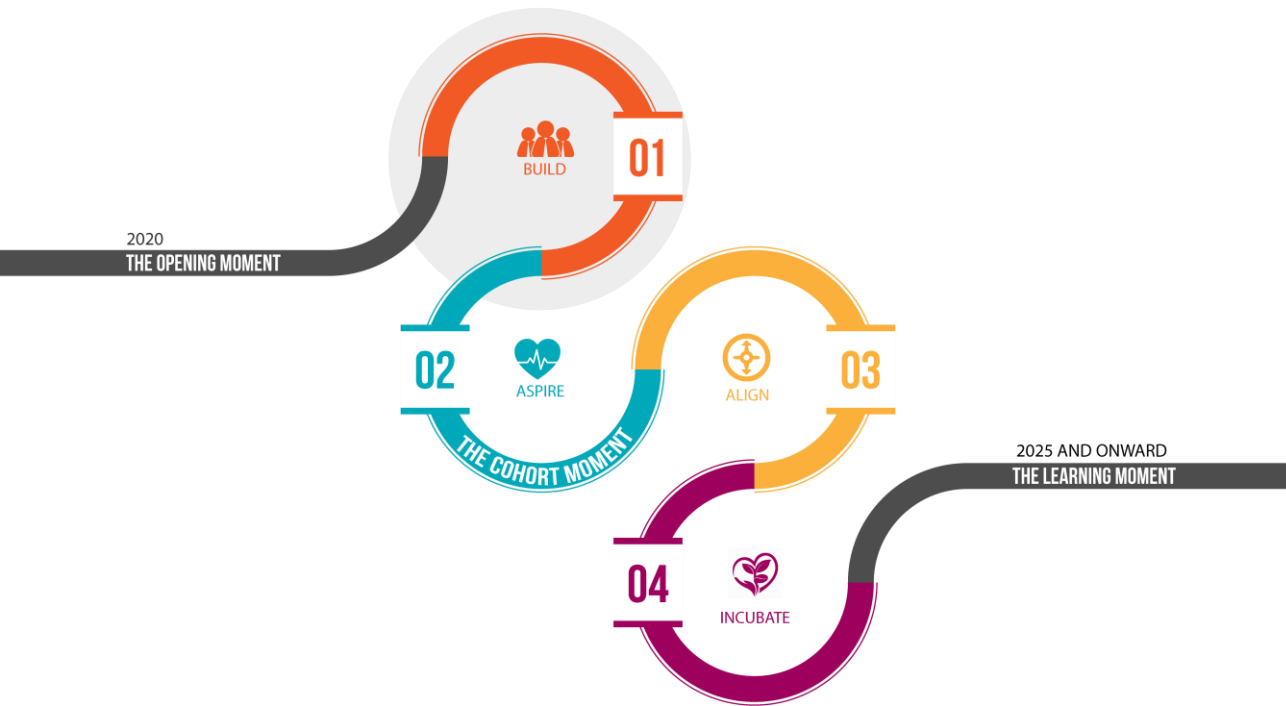 2020
THE OPENING MOMENT
BUILD
01
02
ASPIRE
THE COHORT MOMENT
ALIGN
03
04
INCUBATE
2025 AND ONWARD
THE LEARNING MOMENT